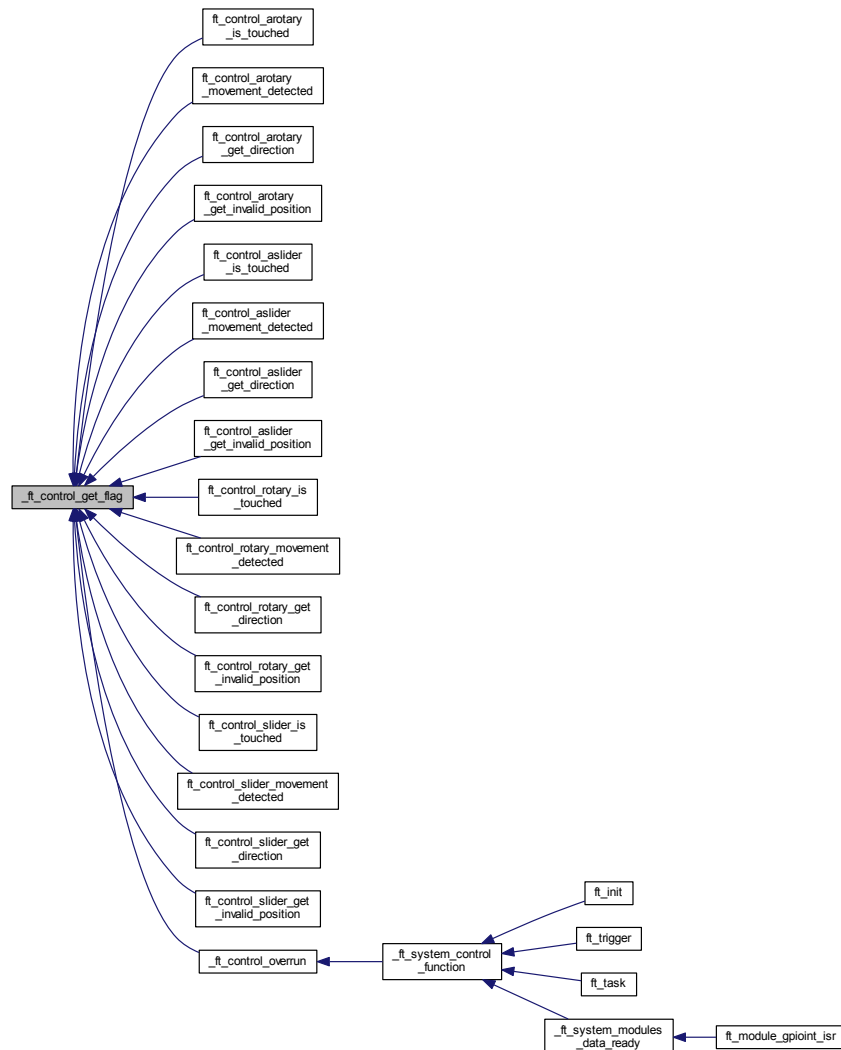 ft_control_arotary
_is_touched
ft_control_arotary
_movement_detected
ft_control_arotary
_get_direction
ft_control_arotary
_get_invalid_position
ft_control_aslider
_is_touched
ft_control_aslider
_movement_detected
ft_control_aslider
_get_direction
ft_control_aslider
_get_invalid_position
_ft_control_get_flag
ft_control_rotary_is
_touched
ft_control_rotary_movement
_detected
ft_control_rotary_get
_direction
ft_control_rotary_get
_invalid_position
ft_control_slider_is
_touched
ft_control_slider_movement
_detected
ft_control_slider_get
_direction
ft_control_slider_get
_invalid_position
_ft_control_overrun
_ft_system_control
_function
ft_init
ft_trigger
ft_task
_ft_system_modules
_data_ready
ft_module_gpioint_isr